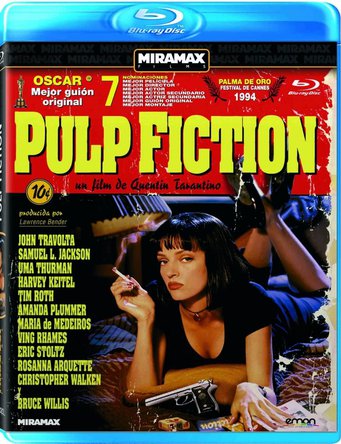 Blu-ray Disc
MIRAMAX
FILMS
OSCAR®
Mejor guión
original
7
NOMINACIONES
MEJOR PELÍCULA
MEJOR DIRECTOR
MEJOR ACTOR
MEJOR ACTOR SECUNDARIO
MEJOR ACTRIZ SECUNDARIA
MEJOR GUIÓN ORIGINAL
MEJOR MONTAJE
PALMA DE ORO
FESTIVAL DE CANNES
1994
Blu-ray Disc
PULP FICTION
un film de Quentin Tarantino
10¢
producida por
Lawrence Bender
JOHN TRAVOLTA
SAMUEL L. JACKSON
UMA THURMAN
HARVEY KEITEL
TIM ROTH
AMANDA PLUMMER
MARIA de MEDEIROS
VING RHAMES
ERIC STOLTZ
ROSANNA ARQUETTE
CHRISTOPHER WALKEN
y
BRUCE WILLIS
MIRAMAX
emon